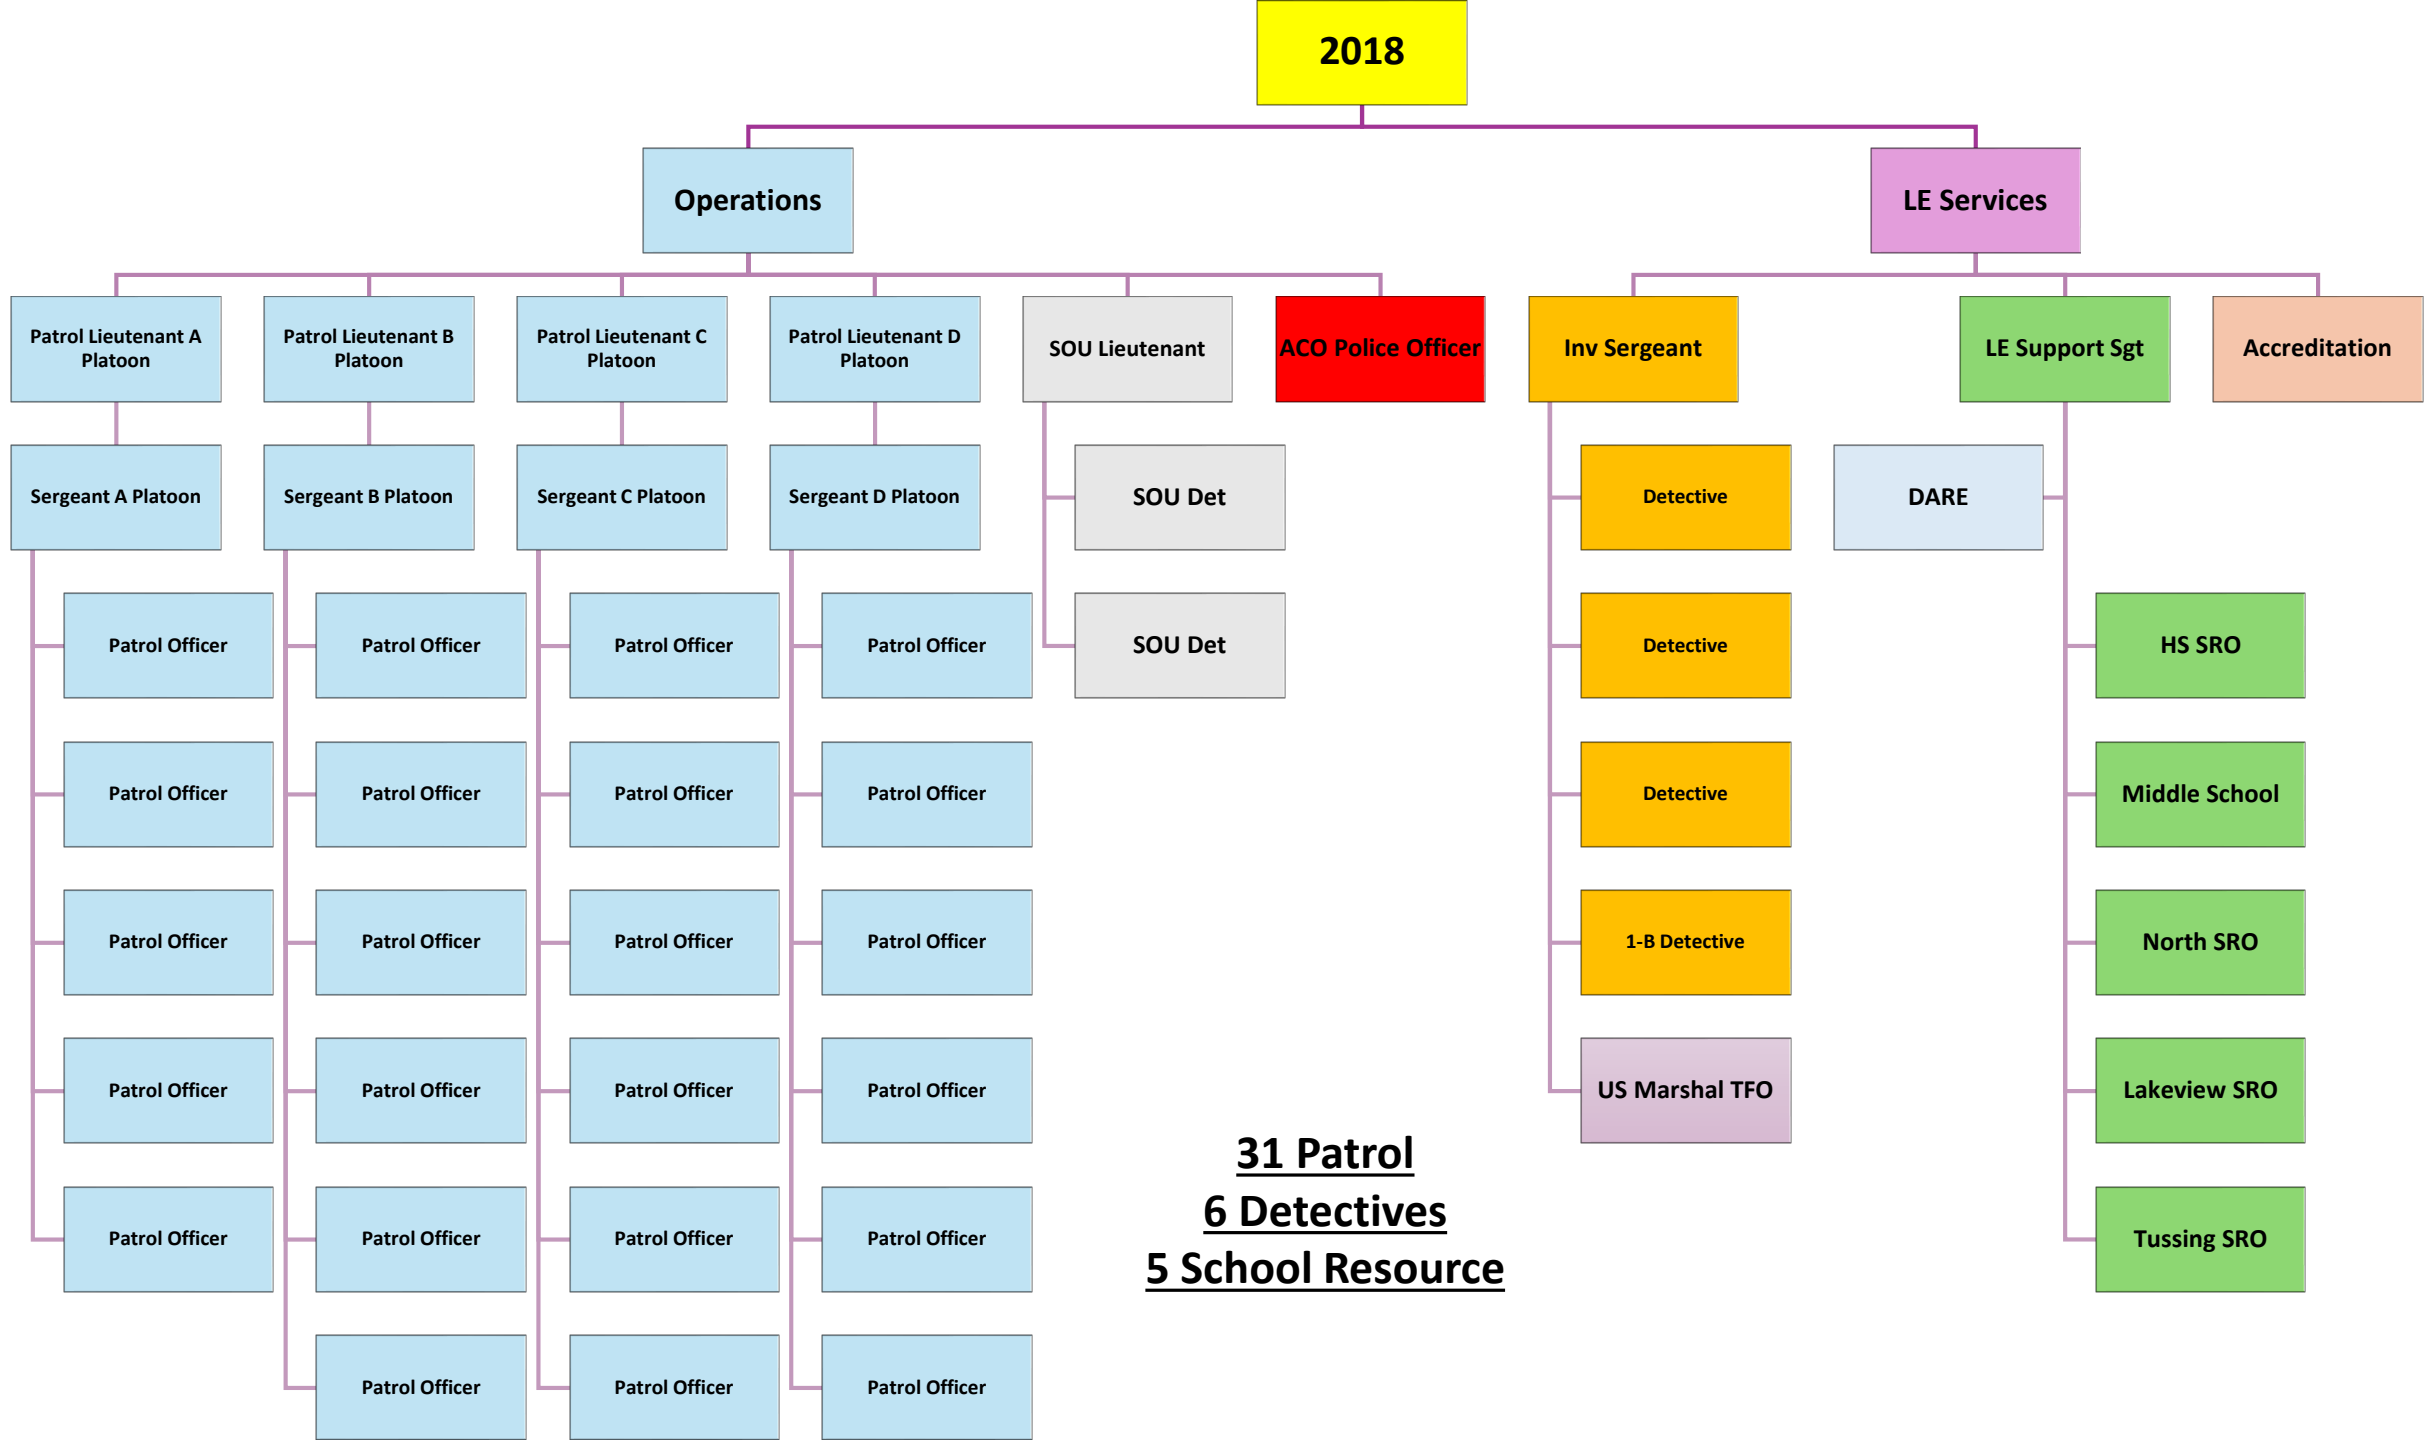 2018
Operations
LE Services
Patrol Lieutenant A
Platoon
Patrol Lieutenant B
Platoon
Patrol Lieutenant C
Platoon
Patrol Lieutenant D
Platoon
SOU Lieutenant
ACO Police Officer
Inv Sergeant
LE Support Sgt
Accreditation
Sergeant A Platoon
Sergeant B Platoon
Sergeant C Platoon
Sergeant D Platoon
SOU Det
Detective
DARE
Patrol Officer
Patrol Officer
Patrol Officer
Patrol Officer
SOU Det
Detective
HS SRO
Patrol Officer
Patrol Officer
Patrol Officer
Patrol Officer
Detective
Middle School
Patrol Officer
Patrol Officer
Patrol Officer
Patrol Officer
1-B Detective
North SRO
Patrol Officer
Patrol Officer
Patrol Officer
Patrol Officer
US Marshal TFO
Lakeview SRO
Patrol Officer
Patrol Officer
Patrol Officer
Patrol Officer
Tussing SRO
Patrol Officer
Patrol Officer
Patrol Officer
31 Patrol
6 Detectives
5 School Resource